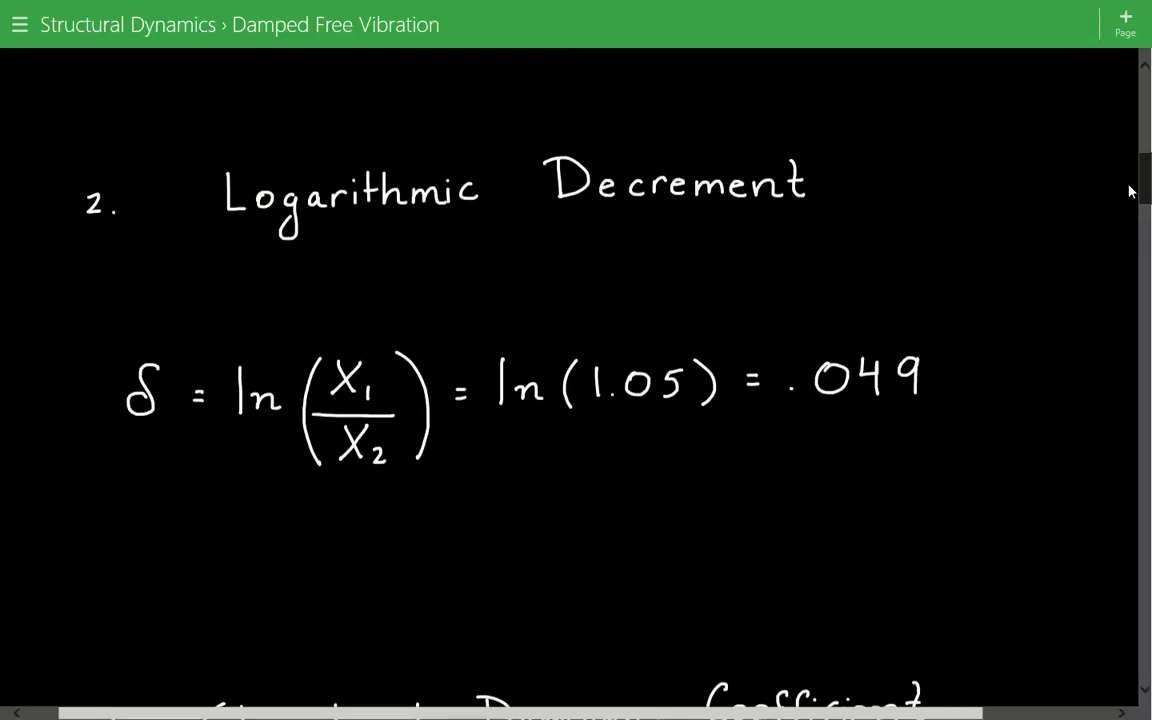 Structural Dynamics › Damped Free Vibration
Page
2. Logarithmic Decrement
δ = ln(X₁/X₂) = ln(1.05) = .049
Coefficient